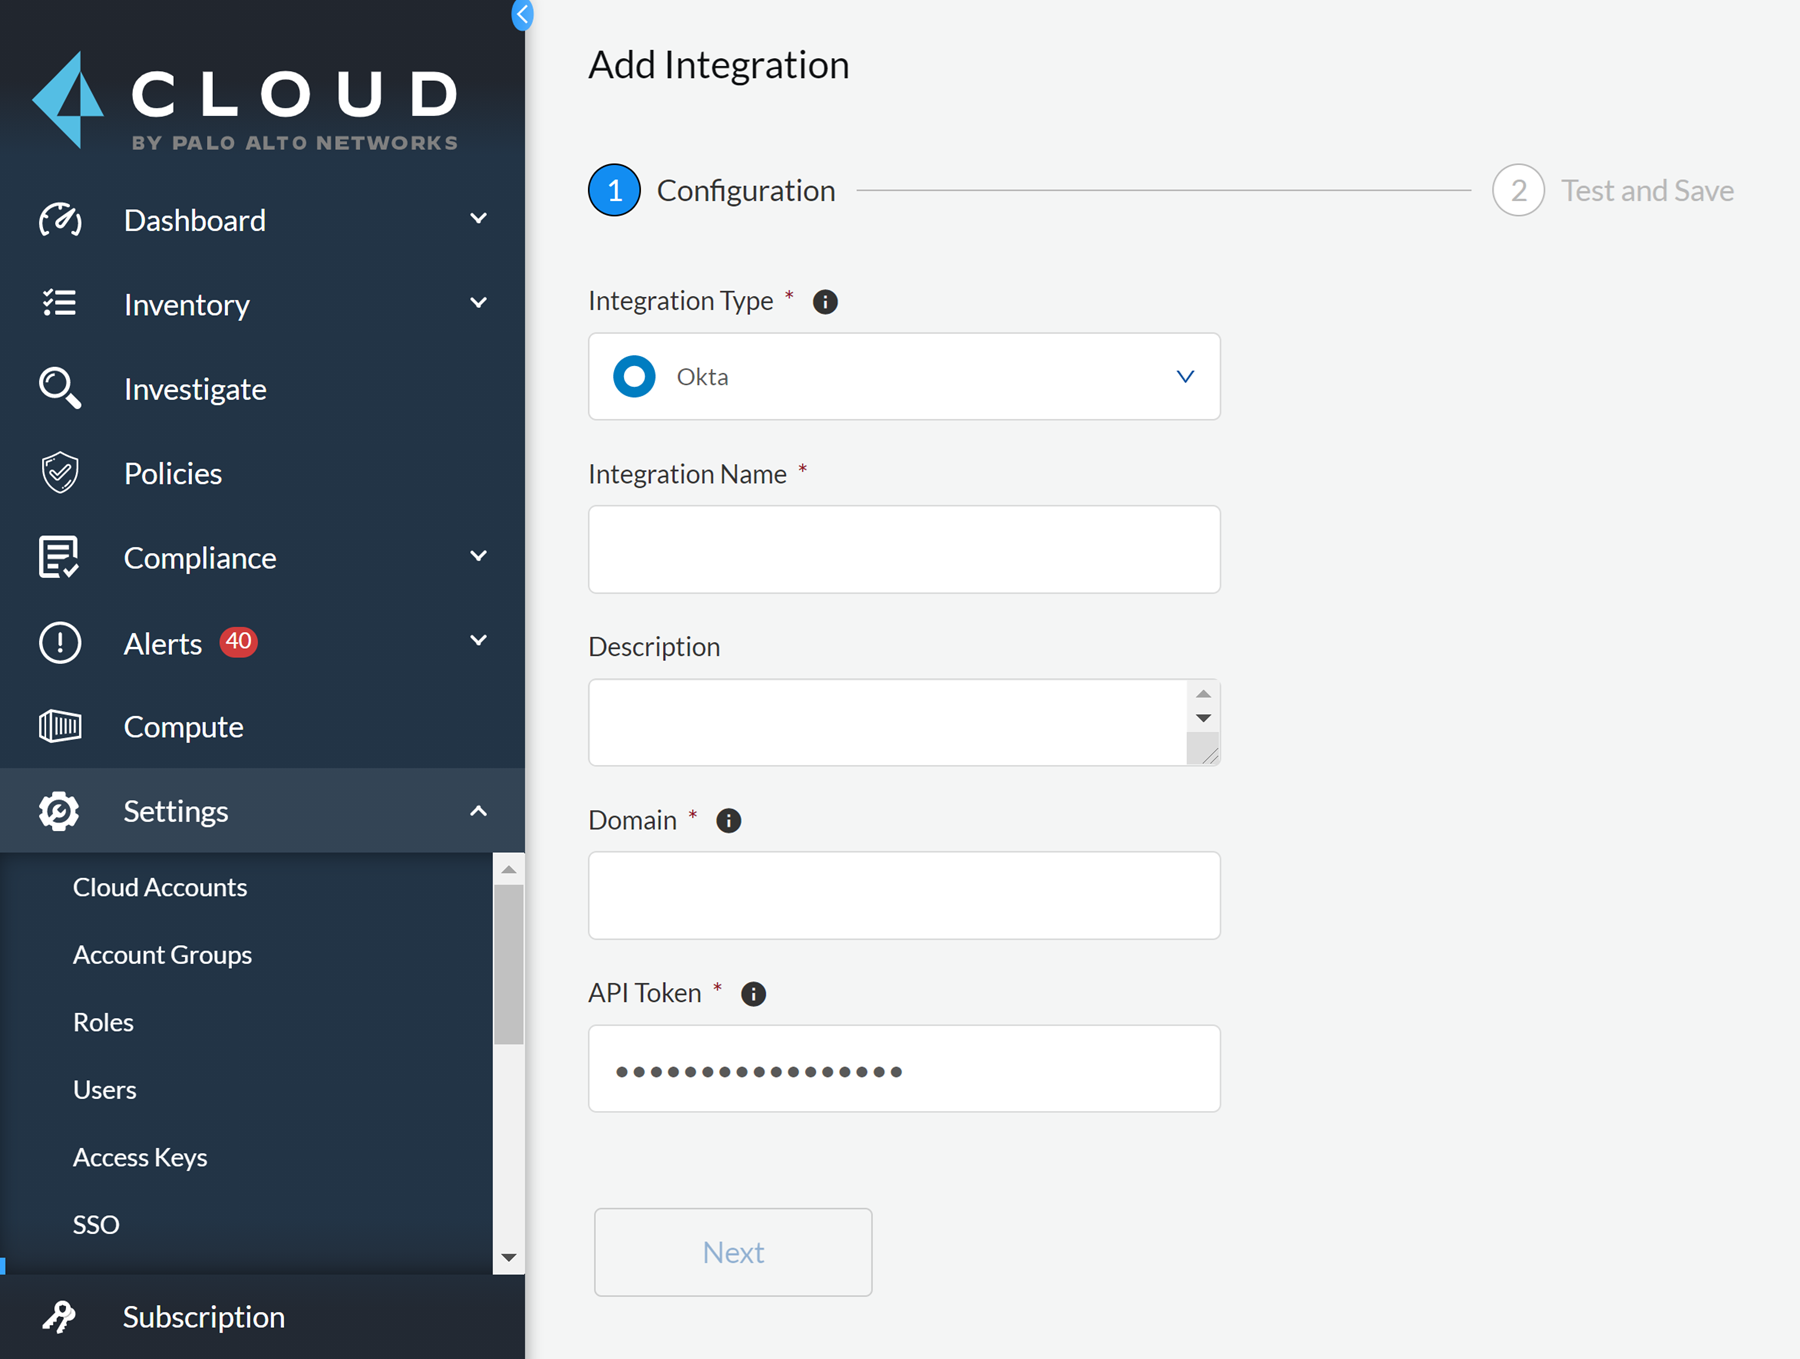 CLOUD
BY PALO ALTO NETWORKS
Dashboard
Inventory
Investigate
Policies
Compliance
Alerts 40
Compute
Settings
Cloud Accounts
Account Groups
Roles
Users
Access Keys
SSO
Subscription
Add Integration
1 Configuration
2 Test and Save
Integration Type *
Okta
Integration Name *
Description
Domain *
API Token *
•••••••••••••••••
Next